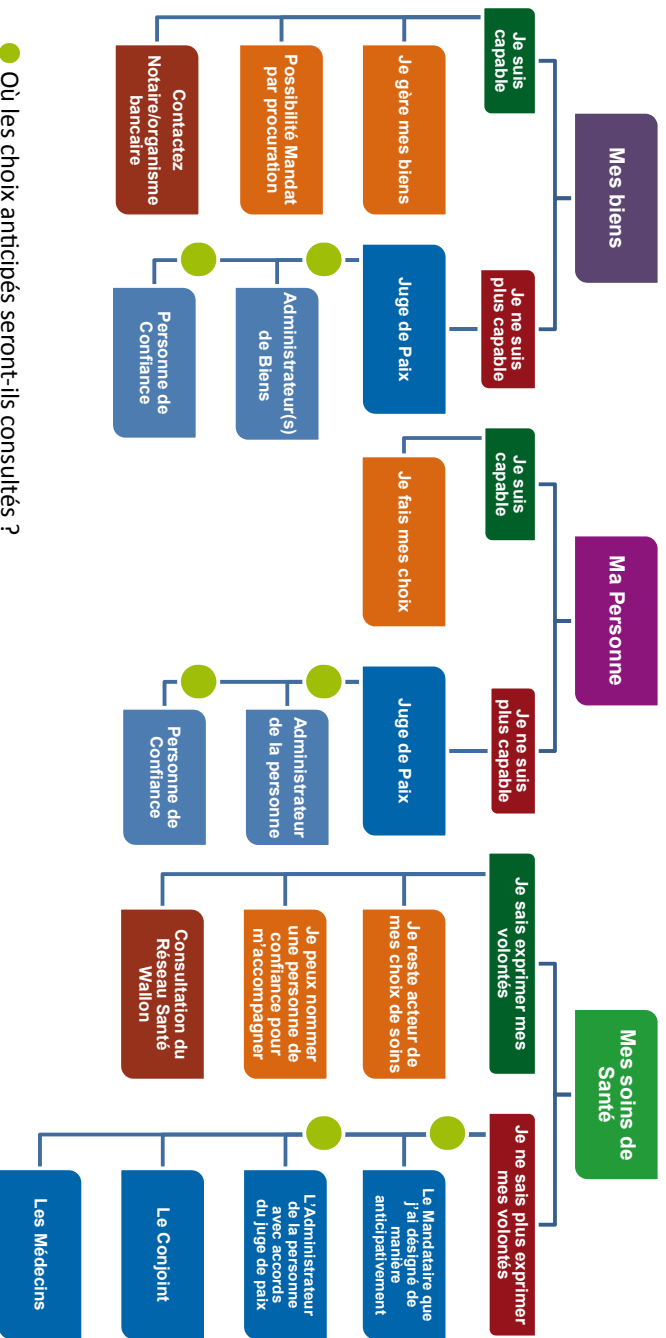 Mes biens
Je suis
capable
Je gère mes biens
Possibilité Mandat
par procuration
Contactez
Notaire/organisme
bancaire
Je ne suis
plus capable
Juge de Paix
Administrateur(s)
de Biens
Personne de
Confiance
Ma Personne
Je suis
capable
Je fais mes choix
Je ne suis
plus capable
Juge de Paix
Administrateur
de la personne
Personne de
Confiance
Mes soins de
Santé
Je sais exprimer mes
volontés
Je reste acteur de
mes choix de soins
Je peux nommer
une personne de
confiance pour
m’accompagner
Consultation du
Réseau Santé
Wallon
Je ne sais plus exprimer
mes volontés
Le Mandataire que
j’ai désigné de
manière
anticipativement
L’Administrateur
de la personne
avec accords
du juge de paix
Le Conjoint
Les Médecins
Où les choix anticipés seront-ils consultés ?